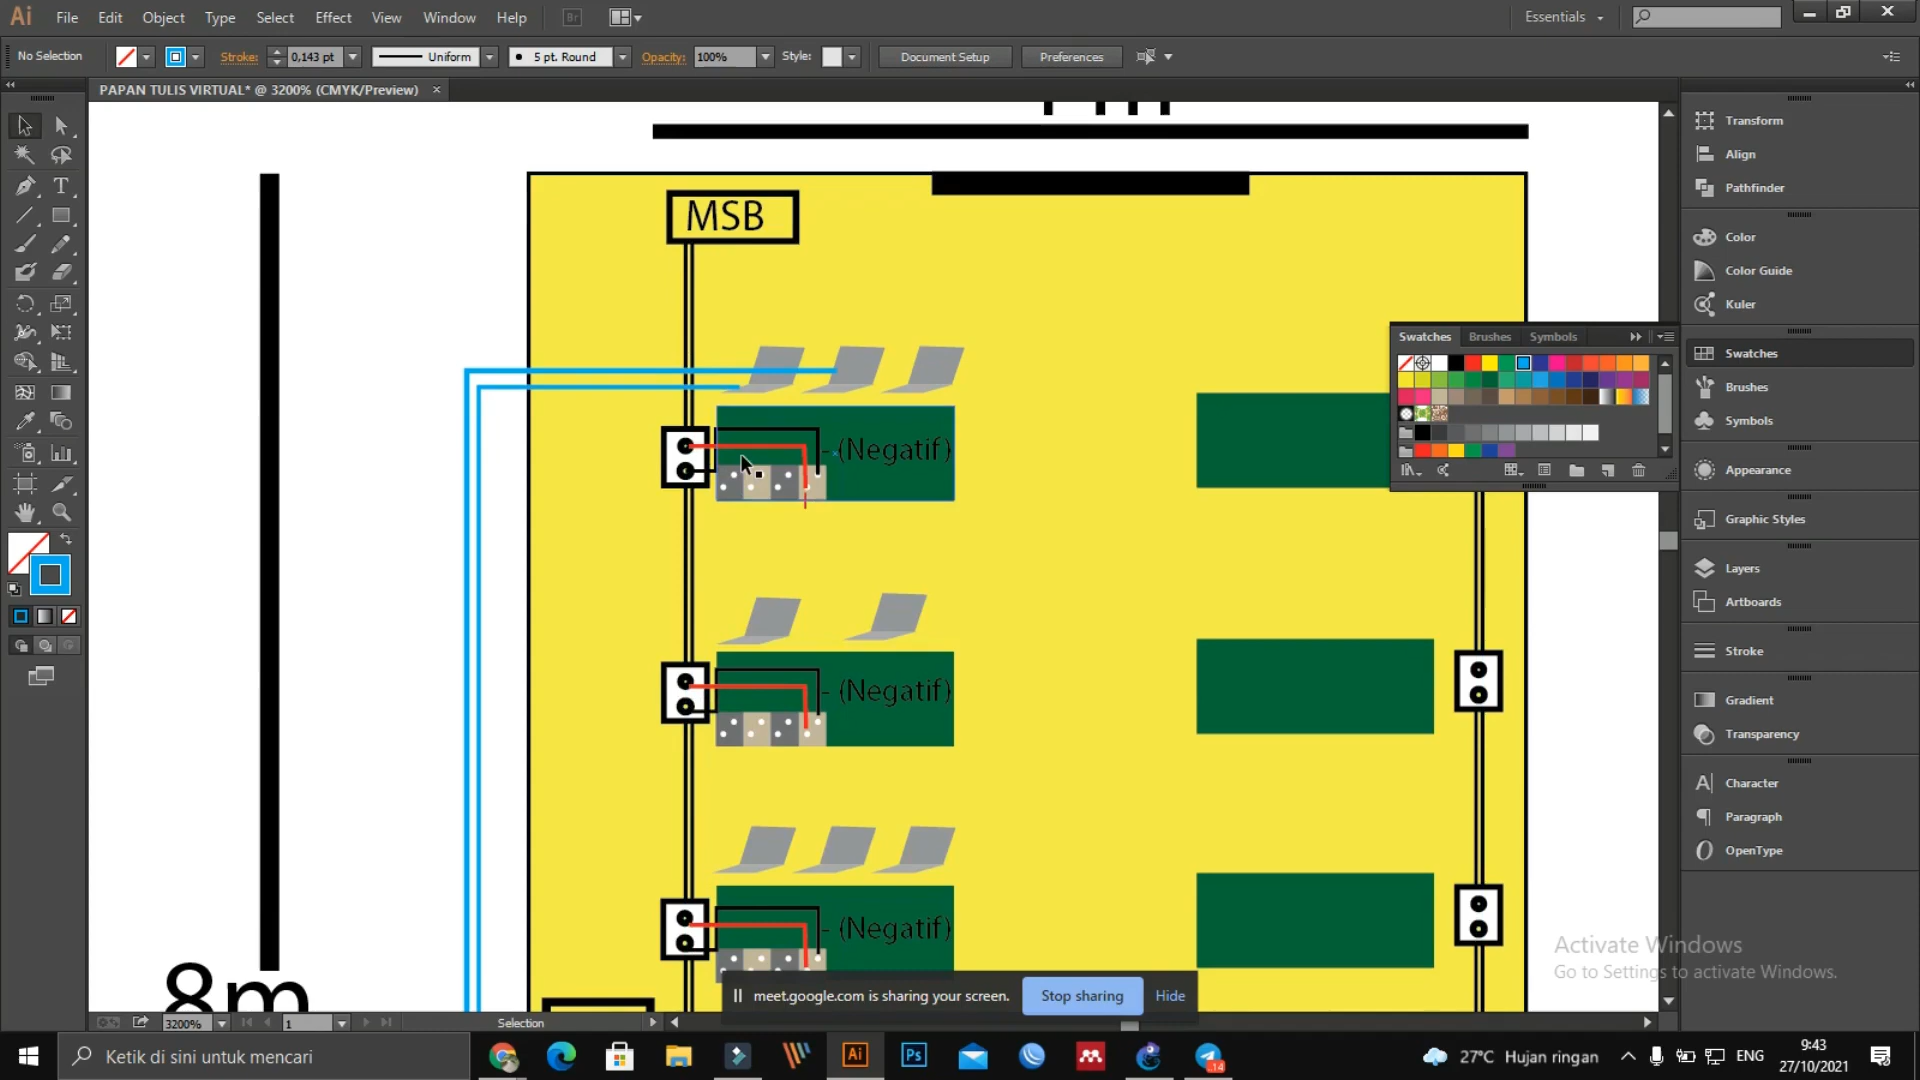 Ai File Edit Object Type Select Effect View Window Help Br Essentials
No Selection Stroke: 0,143 pt Uniform 5 pt. Round Opacity: 100% Style: Document Setup Preferences
PAPAN TULIS VIRTUAL* @ 3200% (CMYK/Preview)
MSB
- (Negatif)
- (Negatif)
- (Negatif)
8m
Swatches Brushes Symbols
Transform
Align
Pathfinder
Color
Color Guide
Kuler
Swatches
Brushes
Symbols
Appearance
Graphic Styles
Layers
Artboards
Stroke
Gradient
Transparency
Character
Paragraph
OpenType
Activate Windows
Go to Settings to activate Windows.
meet.google.com is sharing your screen. Stop sharing Hide
3200% 1 Selection
Ketik di sini untuk mencari
Ai Ps 14
27°C Hujan ringan ENG
9:43
27/10/2021